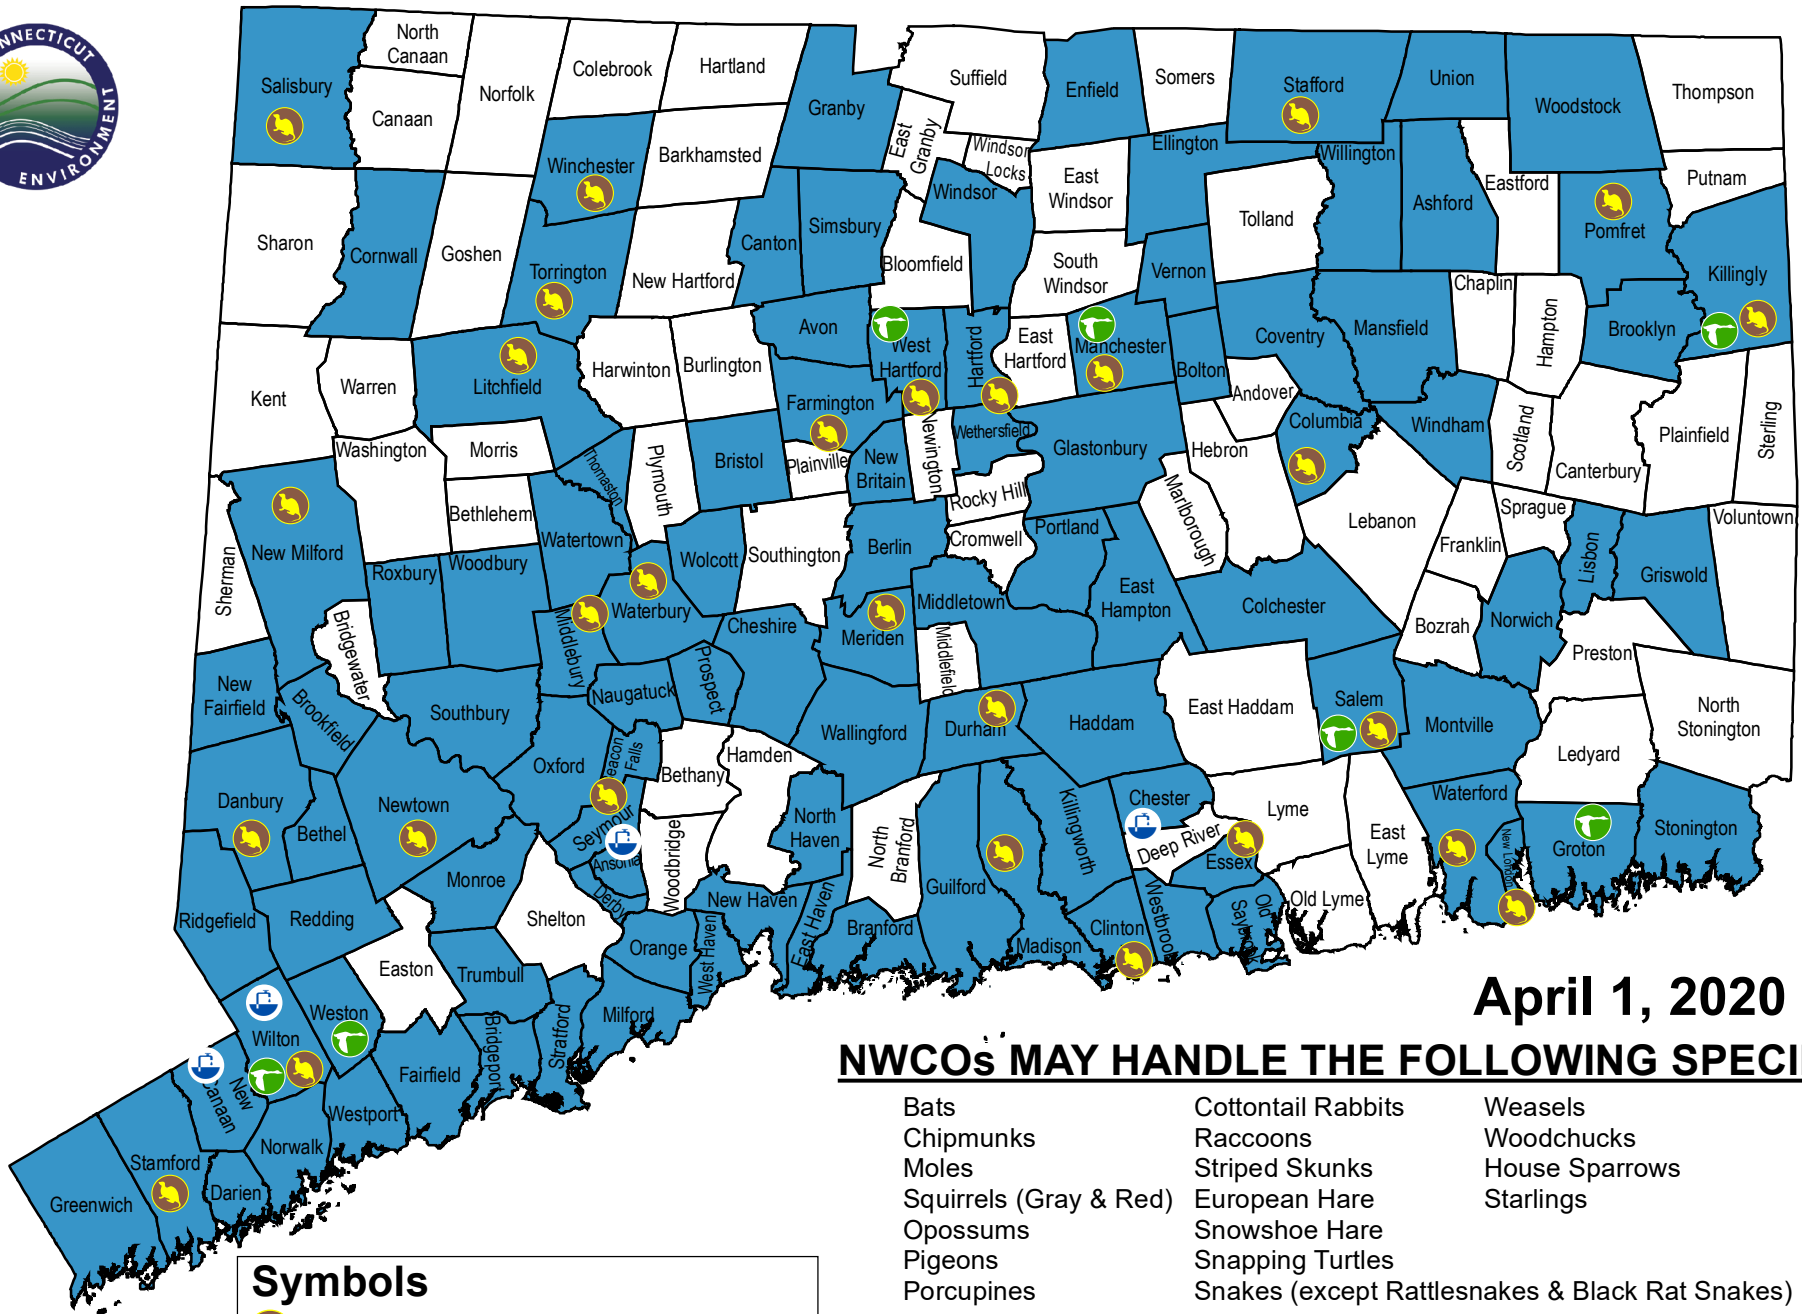 NNECTICUT
ENVIRONMENT
North
Canaan
Salisbury
Canaan
Norfolk
Colebrook
Hartland
Granby
Suffield
Enfield
Somers
Stafford
Union
Woodstock
Thompson
East
Granby
Windsor
Locks
Winchester
Barkhamsted
Windsor
East
Windsor
Ellington
Willington
Ashford
Eastford
Putnam
Tolland
Pomfret
Sharon
Cornwall
Goshen
Torrington
New Hartford
Canton
Simsbury
Bloomfield
South
Windsor
Vernon
Killingly
Chaplin
Hampton
Brooklyn
Avon
West
Hartford
Hartford
East
Hartford
Manchester
Bolton
Coventry
Mansfield
Kent
Warren
Litchfield
Harwinton
Burlington
Farmington
Andover
Columbia
Windham
Scotland
Canterbury
Plainfield
Sterling
Washington
Morris
Thomaston
Plymouth
Bristol
Plainville
New
Britain
Newington
Wethersfield
Glastonbury
Hebron
Rocky Hill
Marlborough
Lebanon
Sprague
Franklin
Voluntown
Bethlehem
Watertown
Wolcott
Southington
Berlin
Cromwell
Portland
East
Hampton
Lisbon
Griswold
Sherman
New Milford
Roxbury
Woodbury
Bridgewater
Middlebury
Waterbury
Cheshire
Meriden
Middletown
Middlefield
Colchester
Bozrah
Norwich
Preston
New
Fairfield
Brookfield
Southbury
Naugatuck
Prospect
Wallingford
Durham
Haddam
East Haddam
Salem
Montville
North
Stonington
Ledyard
Oxford
eacon
Falls
Bethany
Hamden
Danbury
Bethel
Newtown
Seymour
Ansonia
Derby
Woodbridge
North
Haven
North
Branford
Guilford
Killingworth
Chester
Deep River
Essex
Lyme
East
Lyme
Waterford
New London
Groton
Stonington
Ridgefield
Redding
Monroe
Shelton
New Haven
East Haven
Branford
Madison
Clinton
Westbrook
Old
Saybrook
Old Lyme
Easton
Trumbull
Orange
West Haven
Milford
Weston
Wilton
New
Canaan
Fairfield
Bridgeport
Stratford
Westport
Norwalk
Stamford
Darien
Greenwich
April 1, 2020
NWCOs MAY HANDLE THE FOLLOWING SPECI
Bats
Chipmunks
Moles
Squirrels (Gray & Red)
Opossums
Pigeons
Porcupines
Cottontail Rabbits
Raccoons
Striped Skunks
European Hare
Snowshoe Hare
Snapping Turtles
Snakes (except Rattlesnakes & Black Rat Snakes)
Weasels
Woodchucks
House Sparrows
Starlings
Symbols